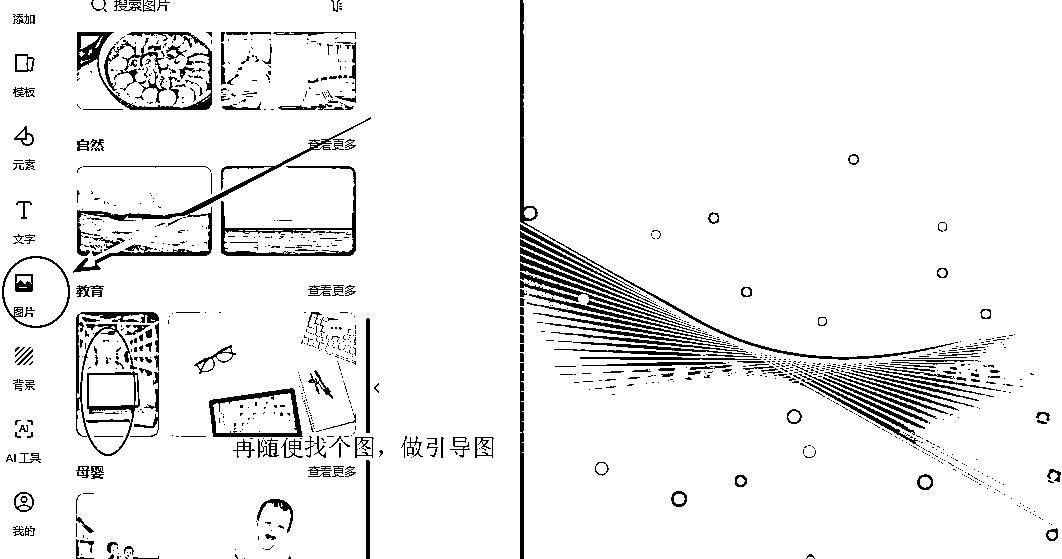 添加
搜索图片
模板
自然
查看更多
元素
文字
教育
查看更多
图片
背景
再随便找个图，做引导图
AI
AI 工具
母婴
查看更多
我的